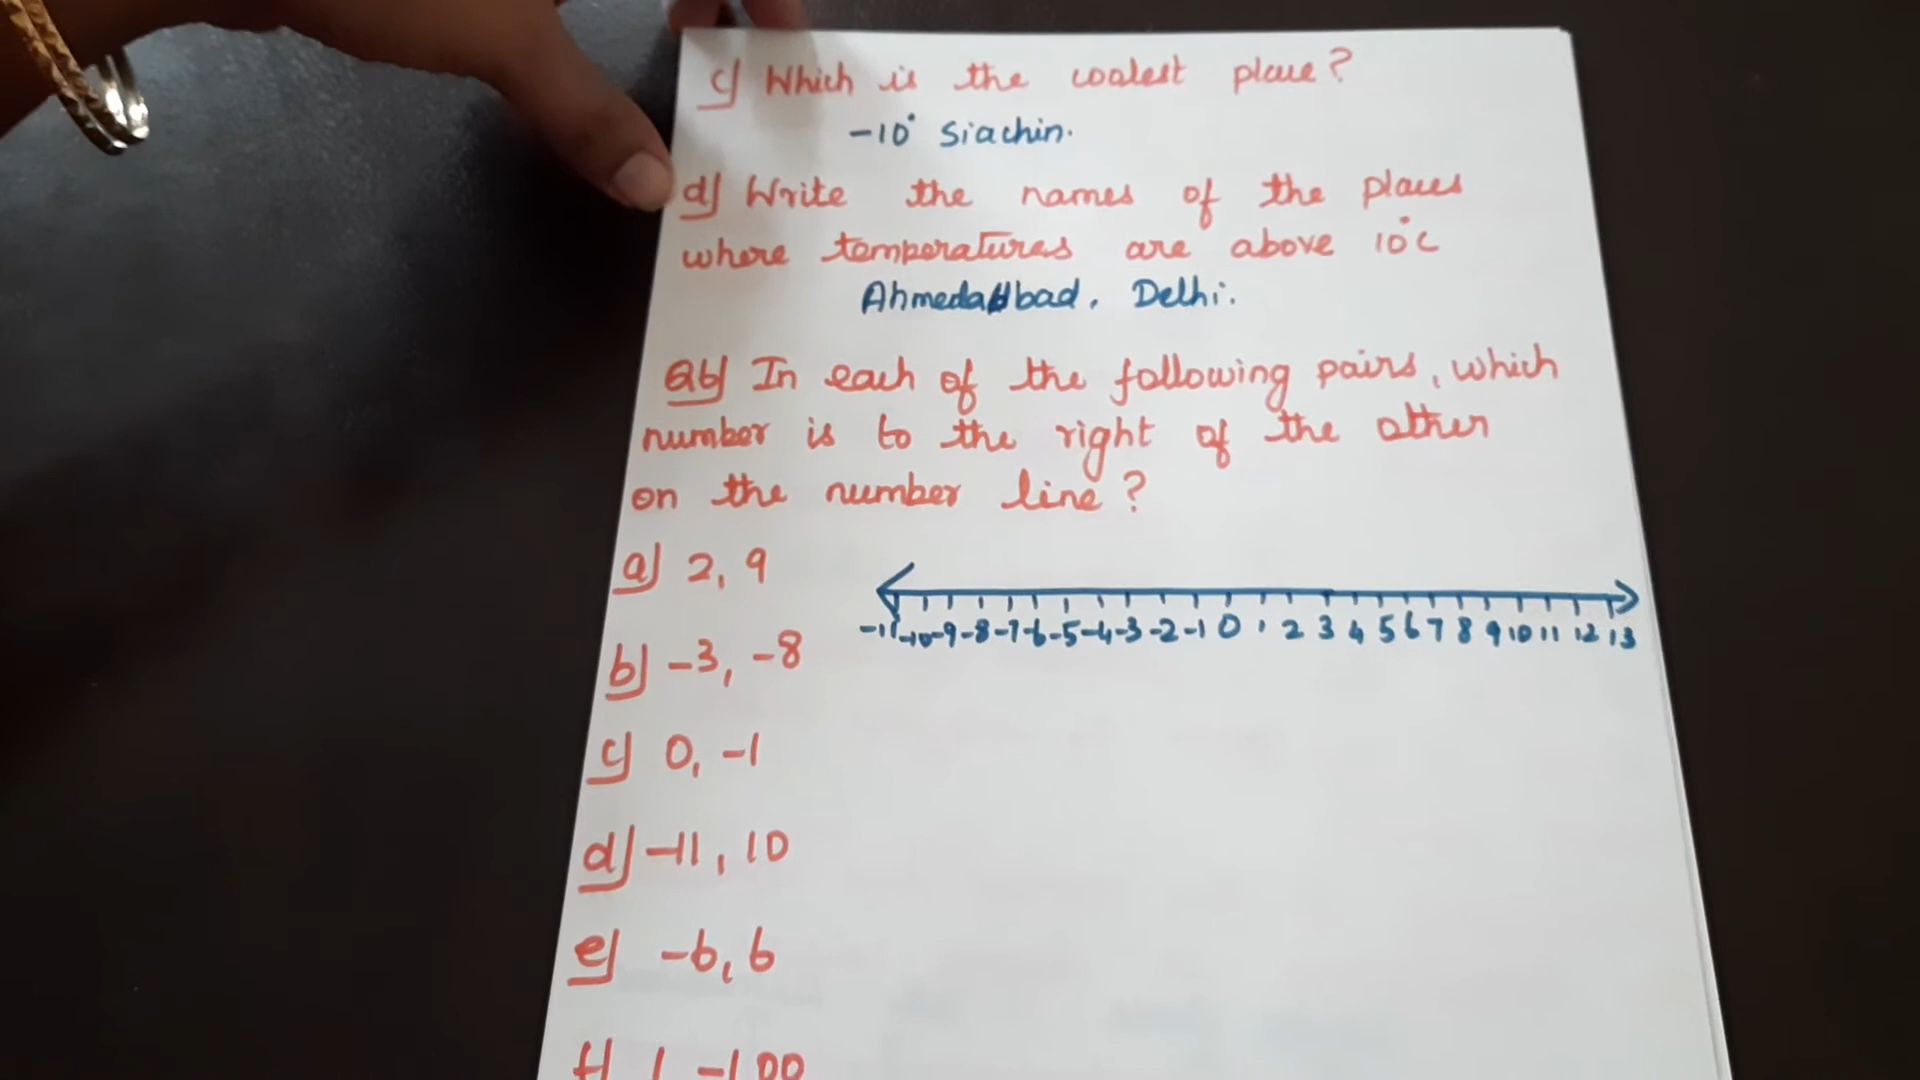 c) Which is the coolest place?
-10° Siachin.
d) Write the names of the places
where temperatures are above 10°C
Ahmedabad, Delhi.
Q6) In each of the following pairs, which
number is to the right of the other
on the number line?
a) 2, 9
-11 -10 -9 -8 -7 -6 -5 -4 -3 -2 -1 0 1 2 3 4 5 6 7 8 9 10 11 12 13
b) -3, -8
c) 0, -1
d) -11, 10
e) -6, 6
f) 1, -100